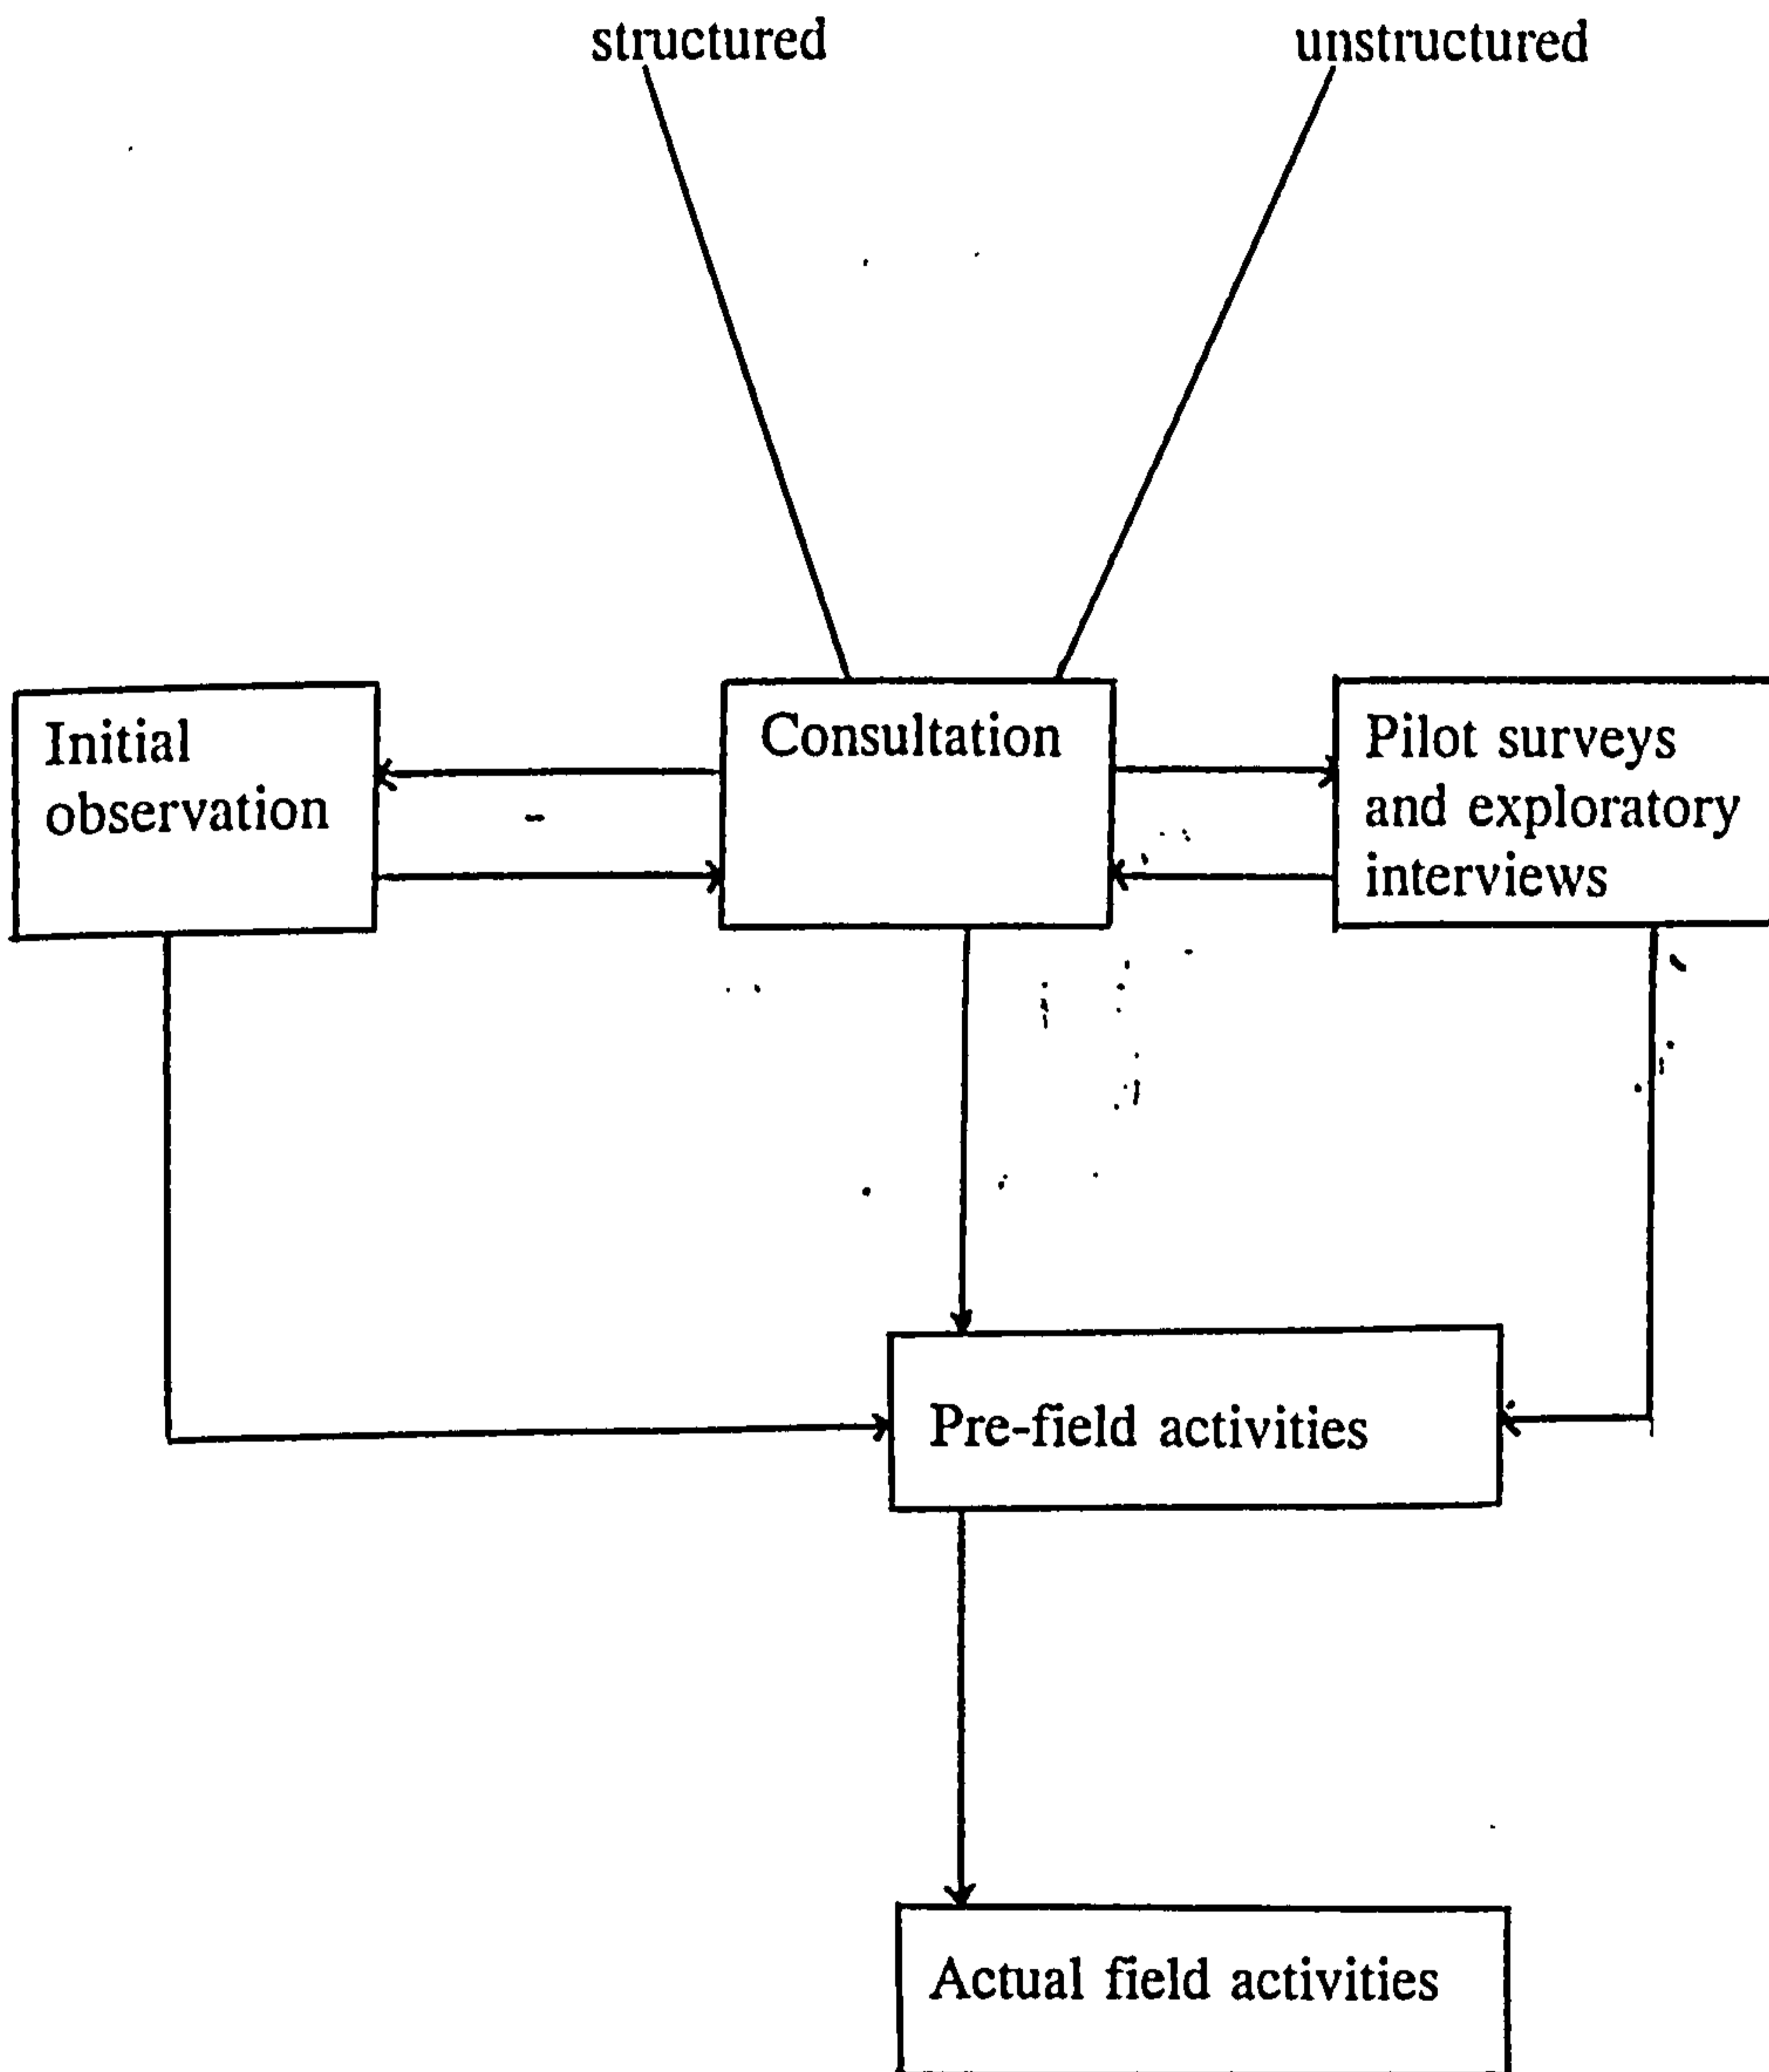 structured
unstructured
Initial
observation
Consultation
Pilot surveys
and exploratory
interviews
Pre-field activities
Actual field activities